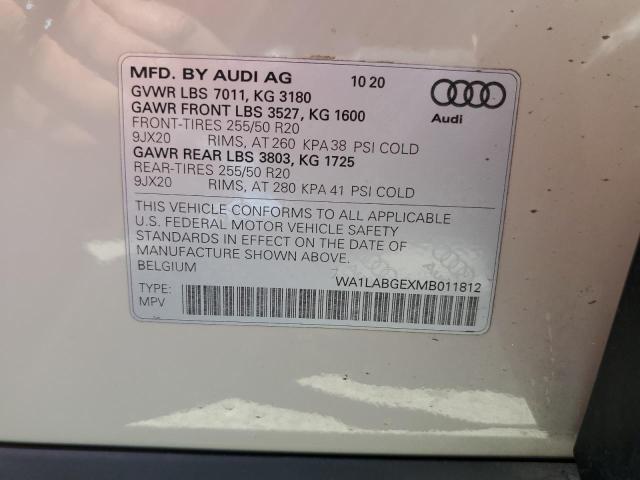 MFD. BY AUDI AG 10 20
GVWR LBS 7011, KG 3180
GAWR FRONT LBS 3527, KG 1600
FRONT-TIRES 255/50 R20
9JX20 RIMS, AT 260 KPA 38 PSI COLD
GAWR REAR LBS 3803, KG 1725
REAR-TIRES 255/50 R20
9JX20 RIMS, AT 280 KPA 41 PSI COLD
Audi
THIS VEHICLE CONFORMS TO ALL APPLICABLE
U.S. FEDERAL MOTOR VEHICLE SAFETY
STANDARDS IN EFFECT ON THE DATE OF
MANUFACTURE SHOWN ABOVE.
BELGIUM
WA1LABGEXMB011812
TYPE:
MPV